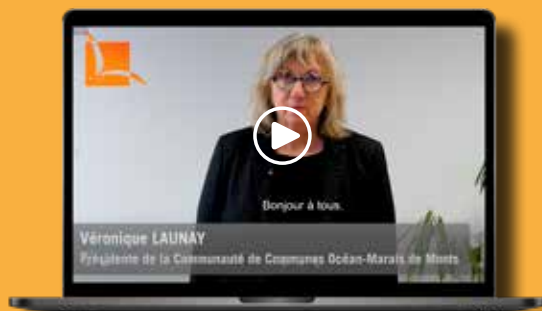 Bonjour à tous.
Véronique LAUNAY
Présidente de la Communauté de Communes Océan-Marais de Monts